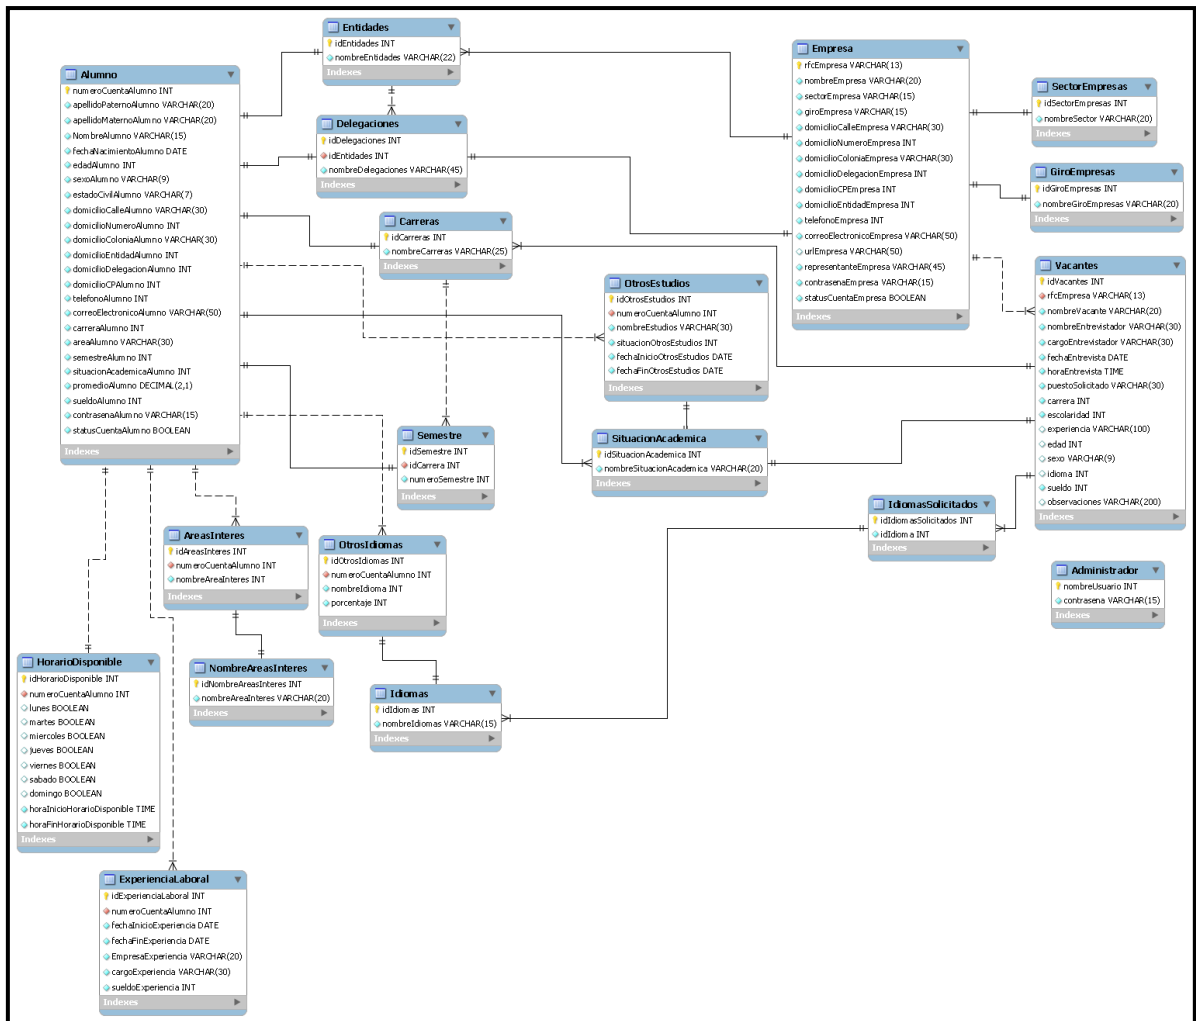 Entidades
idEntidades INT
nombreEntidades VARCHAR(22)
Indexes
Alumno
numeroCuentaAlumno INT
apellidoPaternoAlumno VARCHAR(20)
apellidoMaternoAlumno VARCHAR(20)
NombreAlumno VARCHAR(15)
fechaNacimientoAlumno DATE
edadAlumno INT
sexoAlumno VARCHAR(9)
estadoCivilAlumno VARCHAR(7)
domicilioCalleAlumno VARCHAR(30)
domicilioNumeroAlumno INT
domicilioColoniaAlumno VARCHAR(30)
domicilioEntidadAlumno INT
domicilioDelegacionAlumno INT
domicilioCPAlumno INT
telefonoAlumno INT
correoElectronicoAlumno VARCHAR(50)
carreraAlumno INT
areaAlumno VARCHAR(30)
semestreAlumno INT
situacionAcademicaAlumno INT
promedioAlumno DECIMAL(2,1)
sueldoAlumno INT
contrasenaAlumno VARCHAR(15)
statusCuentaAlumno BOOLEAN
Indexes
Delegaciones
idDelegaciones INT
idEntidades INT
nombreDelegaciones VARCHAR(45)
Indexes
Empresa
rfcEmpresa VARCHAR(13)
nombreEmpresa VARCHAR(20)
sectorEmpresa VARCHAR(15)
giroEmpresa VARCHAR(15)
domicilioCalleEmpresa VARCHAR(30)
domicilioNumeroEmpresa INT
domicilioColoniaEmpresa VARCHAR(30)
domicilioDelegacionEmpresa INT
domicilioCPEmpresa INT
domicilioEntidadEmpresa INT
telefonoEmpresa INT
correoElectronicoEmpresa VARCHAR(50)
urlEmpresa VARCHAR(50)
representanteEmpresa VARCHAR(45)
contrasenaEmpresa VARCHAR(15)
statusCuentaEmpresa BOOLEAN
Indexes
SectorEmpresas
idSectorEmpresas INT
nombreSector VARCHAR(20)
Indexes
GiroEmpresas
idGiroEmpresas INT
nombreGiroEmpresas VARCHAR(20)
Indexes
Carreras
idCarreras INT
nombreCarreras VARCHAR(25)
Indexes
OtrosEstudios
idOtrosEstudios INT
numeroCuentaAlumno INT
nombreEstudios VARCHAR(30)
situacionOtrosEstudios INT
fechaInicioOtrosEstudios DATE
fechaFinOtrosEstudios DATE
Indexes
Vacantes
idVacantes INT
rfcEmpresa VARCHAR(13)
nombreVacante VARCHAR(20)
nombreEntrevistador VARCHAR(30)
cargoEntrevistador VARCHAR(30)
fechaEntrevista DATE
horaEntrevista TIME
puestoSolicitado VARCHAR(30)
carrera INT
escolaridad INT
experiencia VARCHAR(100)
edad INT
sexo VARCHAR(9)
idioma INT
sueldo INT
observaciones VARCHAR(200)
Indexes
Semestre
idSemestre INT
idCarrera INT
numeroSemestre INT
Indexes
SituacionAcademica
idSituacionAcademica INT
nombreSituacionAcademica VARCHAR(20)
Indexes
IdiomasSolicitados
idIdiomasSolicitados INT
idIdioma INT
Indexes
AreasInteres
idAreasInteres INT
numeroCuentaAlumno INT
nombreAreaInteres INT
Indexes
OtrosIdiomas
idOtrosIdiomas INT
numeroCuentaAlumno INT
nombreIdioma INT
porcentaje INT
Indexes
Administrador
nombreUsuario INT
contrasena VARCHAR(15)
Indexes
HorarioDisponible
idHorarioDisponible INT
numeroCuentaAlumno INT
lunes BOOLEAN
martes BOOLEAN
miercoles BOOLEAN
jueves BOOLEAN
viernes BOOLEAN
sabado BOOLEAN
domingo BOOLEAN
horaInicioHorarioDisponible TIME
horaFinHorarioDisponible TIME
Indexes
NombreAreasInteres
idNombreAreasInteres INT
nombreAreaInteres VARCHAR(20)
Indexes
Idiomas
idIdiomas INT
nombreIdiomas VARCHAR(15)
Indexes
ExperienciaLaboral
idExperienciaLaboral INT
numeroCuentaAlumno INT
fechaInicioExperiencia DATE
fechaFinExperiencia DATE
EmpresaExperiencia VARCHAR(20)
cargoExperiencia VARCHAR(30)
sueldoExperiencia INT
Indexes